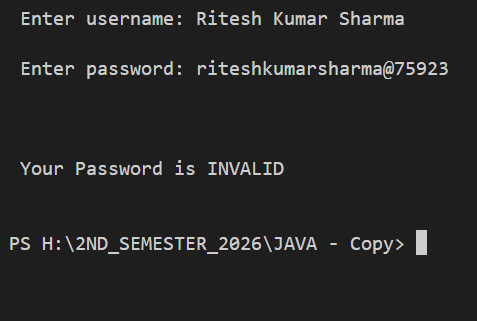 Enter username: Ritesh Kumar Sharma
Enter password: riteshkumarsharma@75923
Your Password is INVALID
PS H:\2ND_SEMESTER_2026\JAVA - Copy>